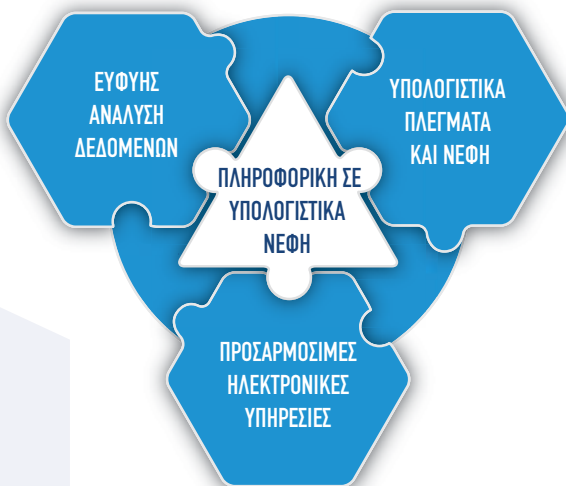 ΕΥΦΥΗΣ
ΑΝΑΛΥΣΗ
ΔΕΔΟΜΕΝΩΝ
ΥΠΟΛΟΓΙΣΤΙΚΑ
ΠΛΕΓΜΑΤΑ
ΚΑΙ ΝΕΦΗ
ΠΛΗΡΟΦΟΡΙΚΗ ΣΕ
ΥΠΟΛΟΓΙΣΤΙΚΑ
ΝΕΦΗ
ΠΡΟΣΑΡΜΟΣΙΜΕΣ
ΗΛΕΚΤΡΟΝΙΚΕΣ
ΥΠΗΡΕΣΙΕΣ